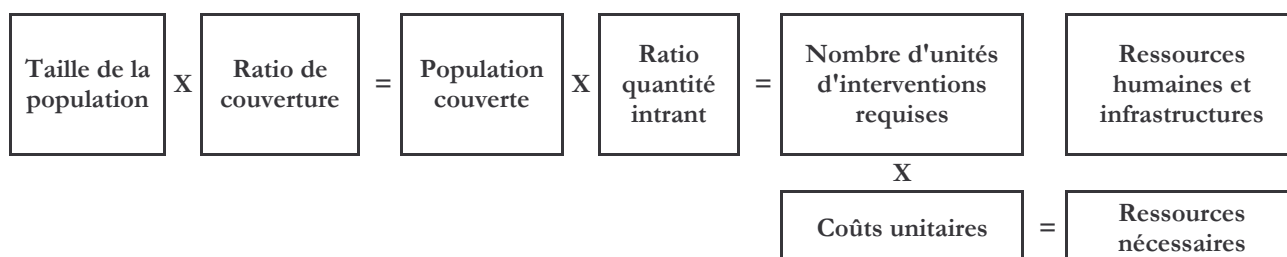 Taille de la
population
X
Ratio de
couverture
=
Population
couverte
X
Ratio
quantité
intrant
=
Nombre d'unités
d'interventions
requises
Ressources
humaines et
infrastructures
X
Coûts unitaires
=
Ressources
nécessaires